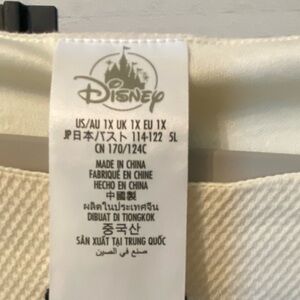 Disney
US/AU 1X UK 1X EU 1X
JP日本/バスト 114-122 5L
CN 170/124C
MADE IN CHINA
FABRIQUÉ EN CHINE
HECHO EN CHINA
中國製
ผลิตในประเทศจีน
DIBUAT DI TIONGKOK
중국산
SẢN XUẤT TẠI TRUNG QUỐC
صنع في الصين